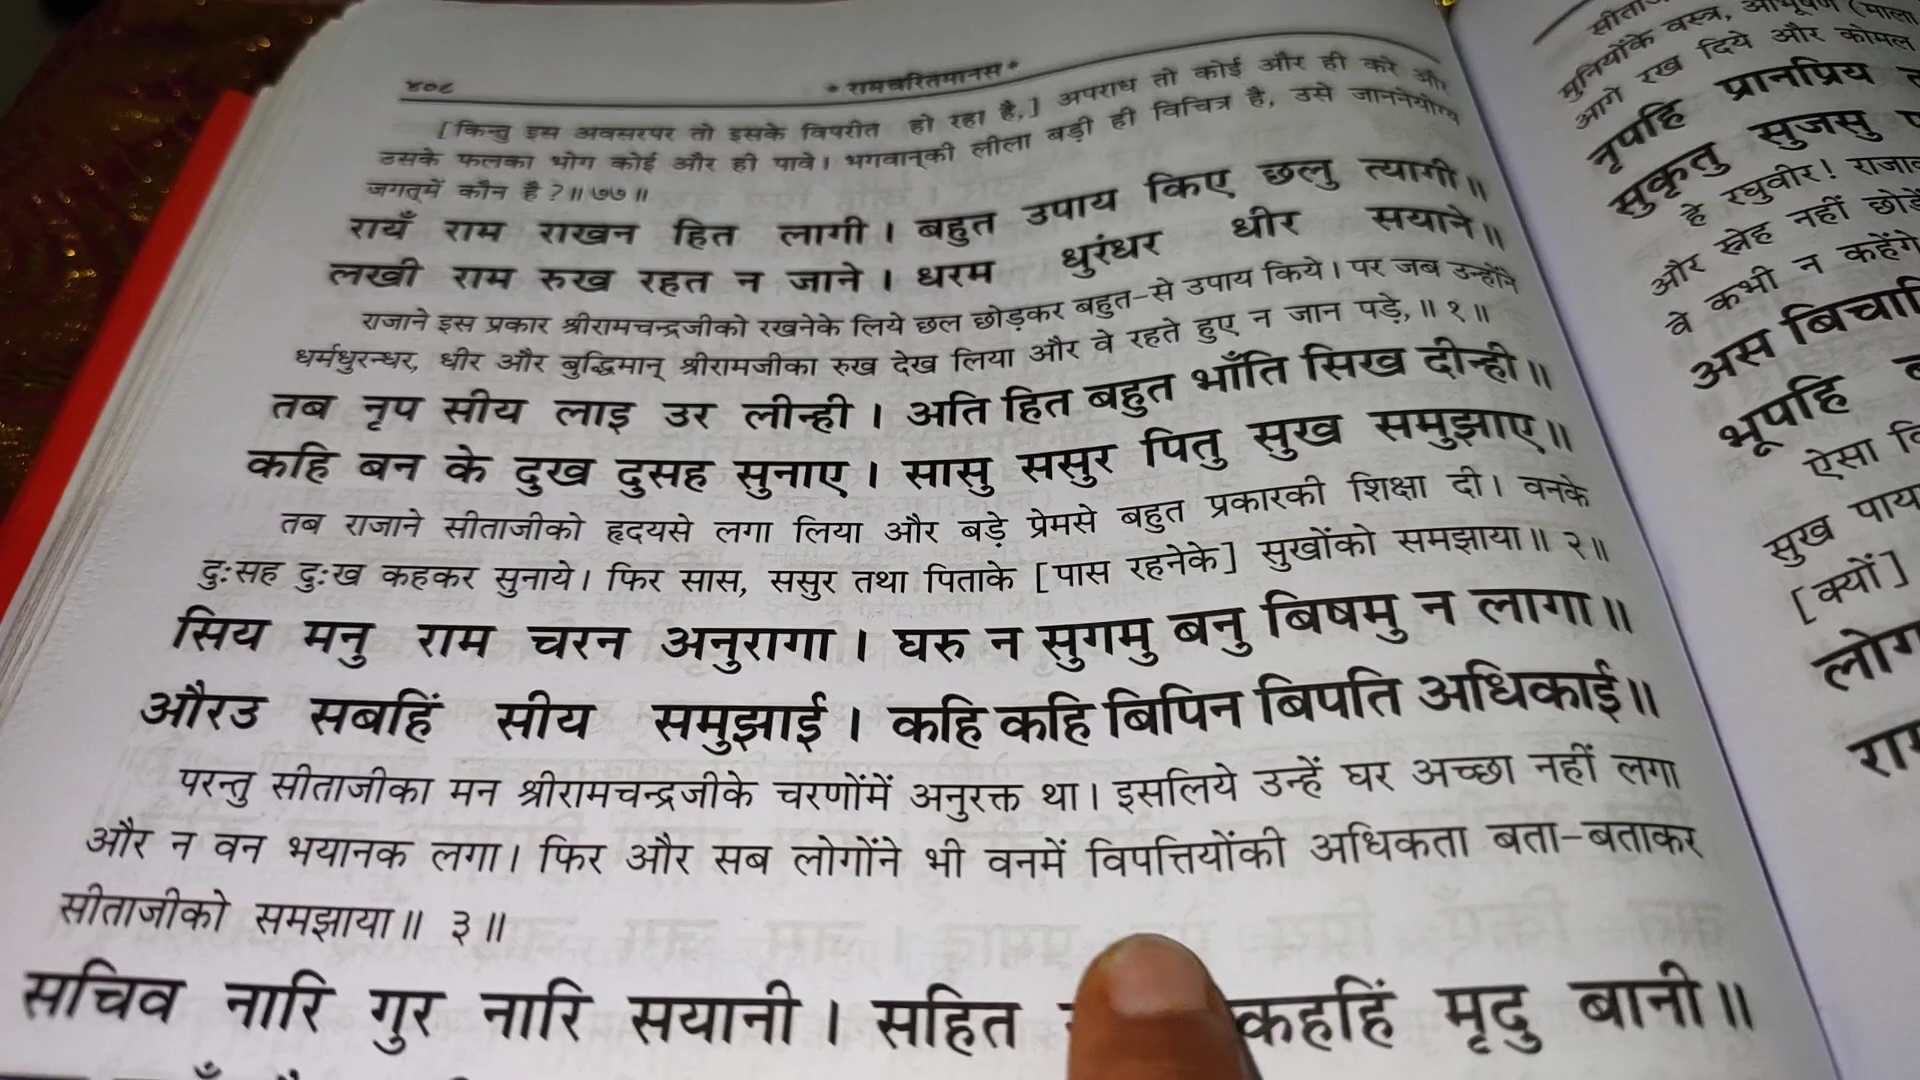 ४०८
* रामचरितमानस *
[किन्तु इस अवसरपर तो इसके विपरीत हो रहा है,] अपराध तो कोई और ही करे और
उसके फलका भोग कोई और ही पावे। भगवान्‌की लीला बड़ी ही विचित्र है, उसे जाननेयोग्य
जगत्‌में कौन है?॥ ७७॥
रायँ राम राखन हित लागी। बहुत उपाय किए छलु त्यागी॥
लखी राम रुख रहत न जाने। धरम धुरंधर धीर सयाने॥
राजाने इस प्रकार श्रीरामचन्द्रजीको रखनेके लिये छल छोड़कर बहुत-से उपाय किये। पर जब उन्होंने
धर्मधुरन्धर, धीर और बुद्धिमान् श्रीरामजीका रुख देख लिया और वे रहते हुए न जान पड़े,॥ १॥
तब नृप सीय लाइ उर लीन्ही। अति हित बहुत भाँति सिख दीन्ही॥
कहि बन के दुख दुसह सुनाए। सासु ससुर पितु सुख समुझाए॥
तब राजाने सीताजीको हृदयसे लगा लिया और बड़े प्रेमसे बहुत प्रकारकी शिक्षा दी। वनके
दुःसह दुःख कहकर सुनाये। फिर सास, ससुर तथा पिताके [पास रहनेके] सुखोंको समझाया॥ २॥
सिय मनु राम चरन अनुरागा। घरु न सुगमु बनु बिषमु न लागा॥
औरउ सबहिं सीय समुझाई। कहि कहि बिपिन बिपति अधिकाई॥
परन्तु सीताजीका मन श्रीरामचन्द्रजीके चरणोंमें अनुरक्त था। इसलिये उन्हें घर अच्छा नहीं लगा
और न वन भयानक लगा। फिर और सब लोगोंने भी वनमें विपत्तियोंकी अधिकता बता-बताकर
सीताजीको समझाया॥ ३॥
सचिव नारि गुर नारि सयानी। सहित कहहिं मृदु बानी॥
मुनियोंके वस्त्र, आभूषण (माला
आगे रख दिये और कोमल
नृपहि प्रानप्रिय
सुकृतु सुजसु
हे रघुवीर!
और स्नेह नहीं
वे कभी न कहेंगे
अस
भूपहि
ऐसा
सुख
[क्यों]